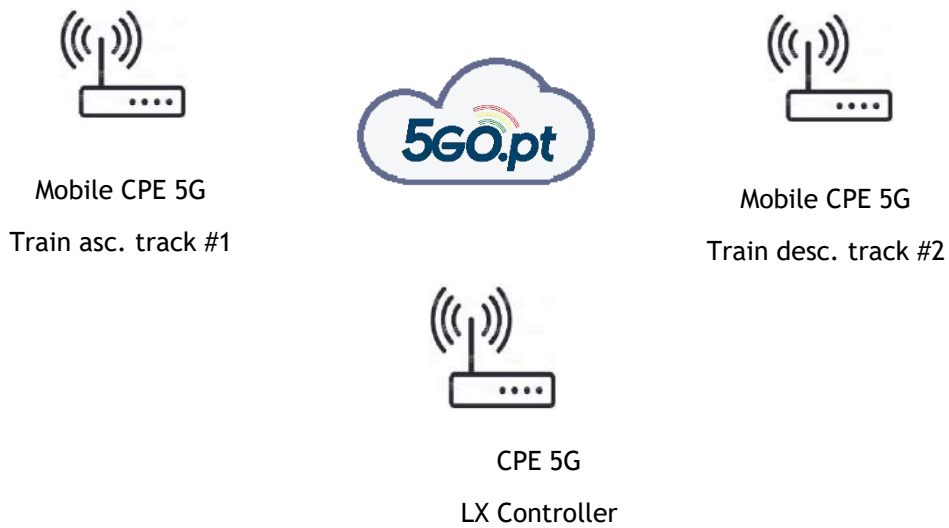 5GO.pt
Mobile CPE 5G
Train asc. track #1
Mobile CPE 5G
Train desc. track #2
CPE 5G
LX Controller